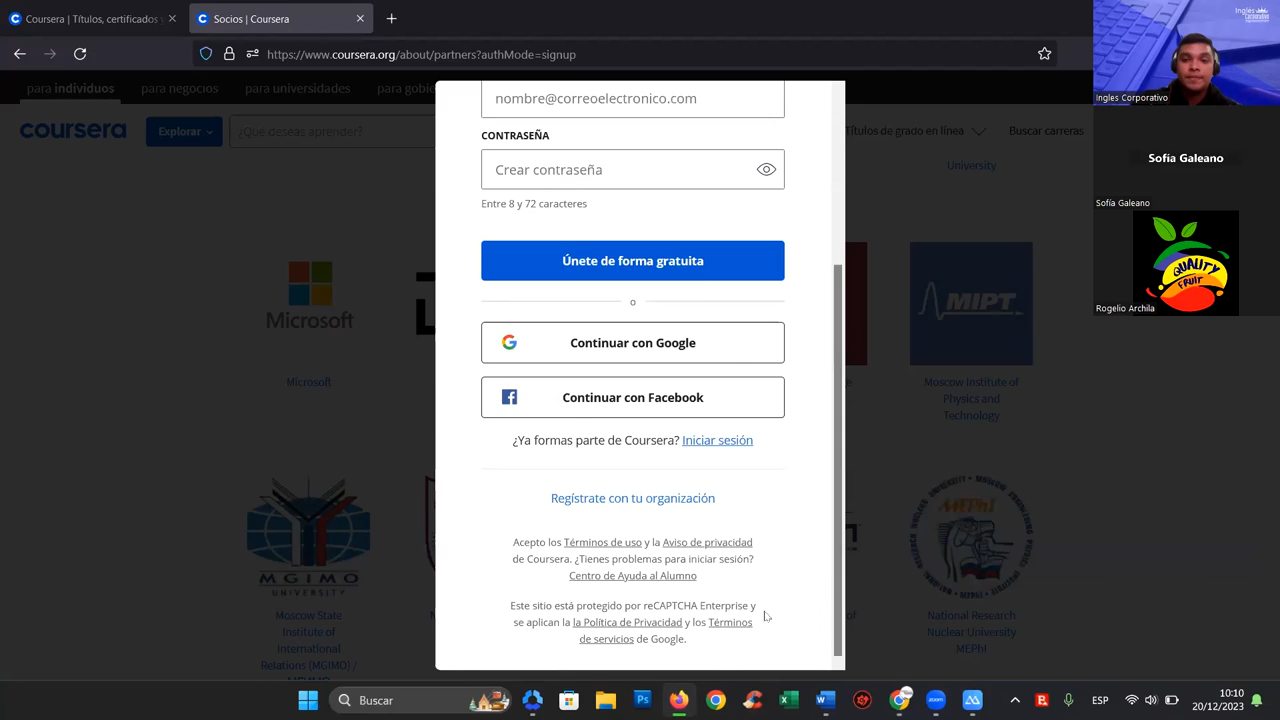 Coursera | Títulos, certificados y
Socios | Coursera
https://www.coursera.org/about/partners?authMode=signup
para individuos
para negocios
para universidades
para gobie
coursera
Explorar
¿Qué deseas aprender?
Títulos de grado en línea
Buscar carreras
University
nombre@correoelectronico.com
CONTRASEÑA
Crear contraseña
Entre 8 y 72 caracteres
Únete de forma gratuita
o
Continuar con Google
Continuar con Facebook
¿Ya formas parte de Coursera? Iniciar sesión
Regístrate con tu organización
Acepto los Términos de uso y la Aviso de privacidad
de Coursera. ¿Tienes problemas para iniciar sesión?
Centro de Ayuda al Alumno
Este sitio está protegido por reCAPTCHA Enterprise y
se aplican la la Política de Privacidad y los Términos
de servicios de Google.
Microsoft
Microsoft
MIPT
Moscow Institute of
Physics and
Technology
MGIMO
UNIVERSITY
Moscow State
Institute of
International
Relations (MGIMO) /
National Research
Nuclear University
MEPhI
Inglés
Corporativo
Ingles Corporativo
Sofía Galeano
Sofía Galeano
QUALITY
FRUIT
Rogelio Archila
Buscar
ESP
10:10
20/12/2023